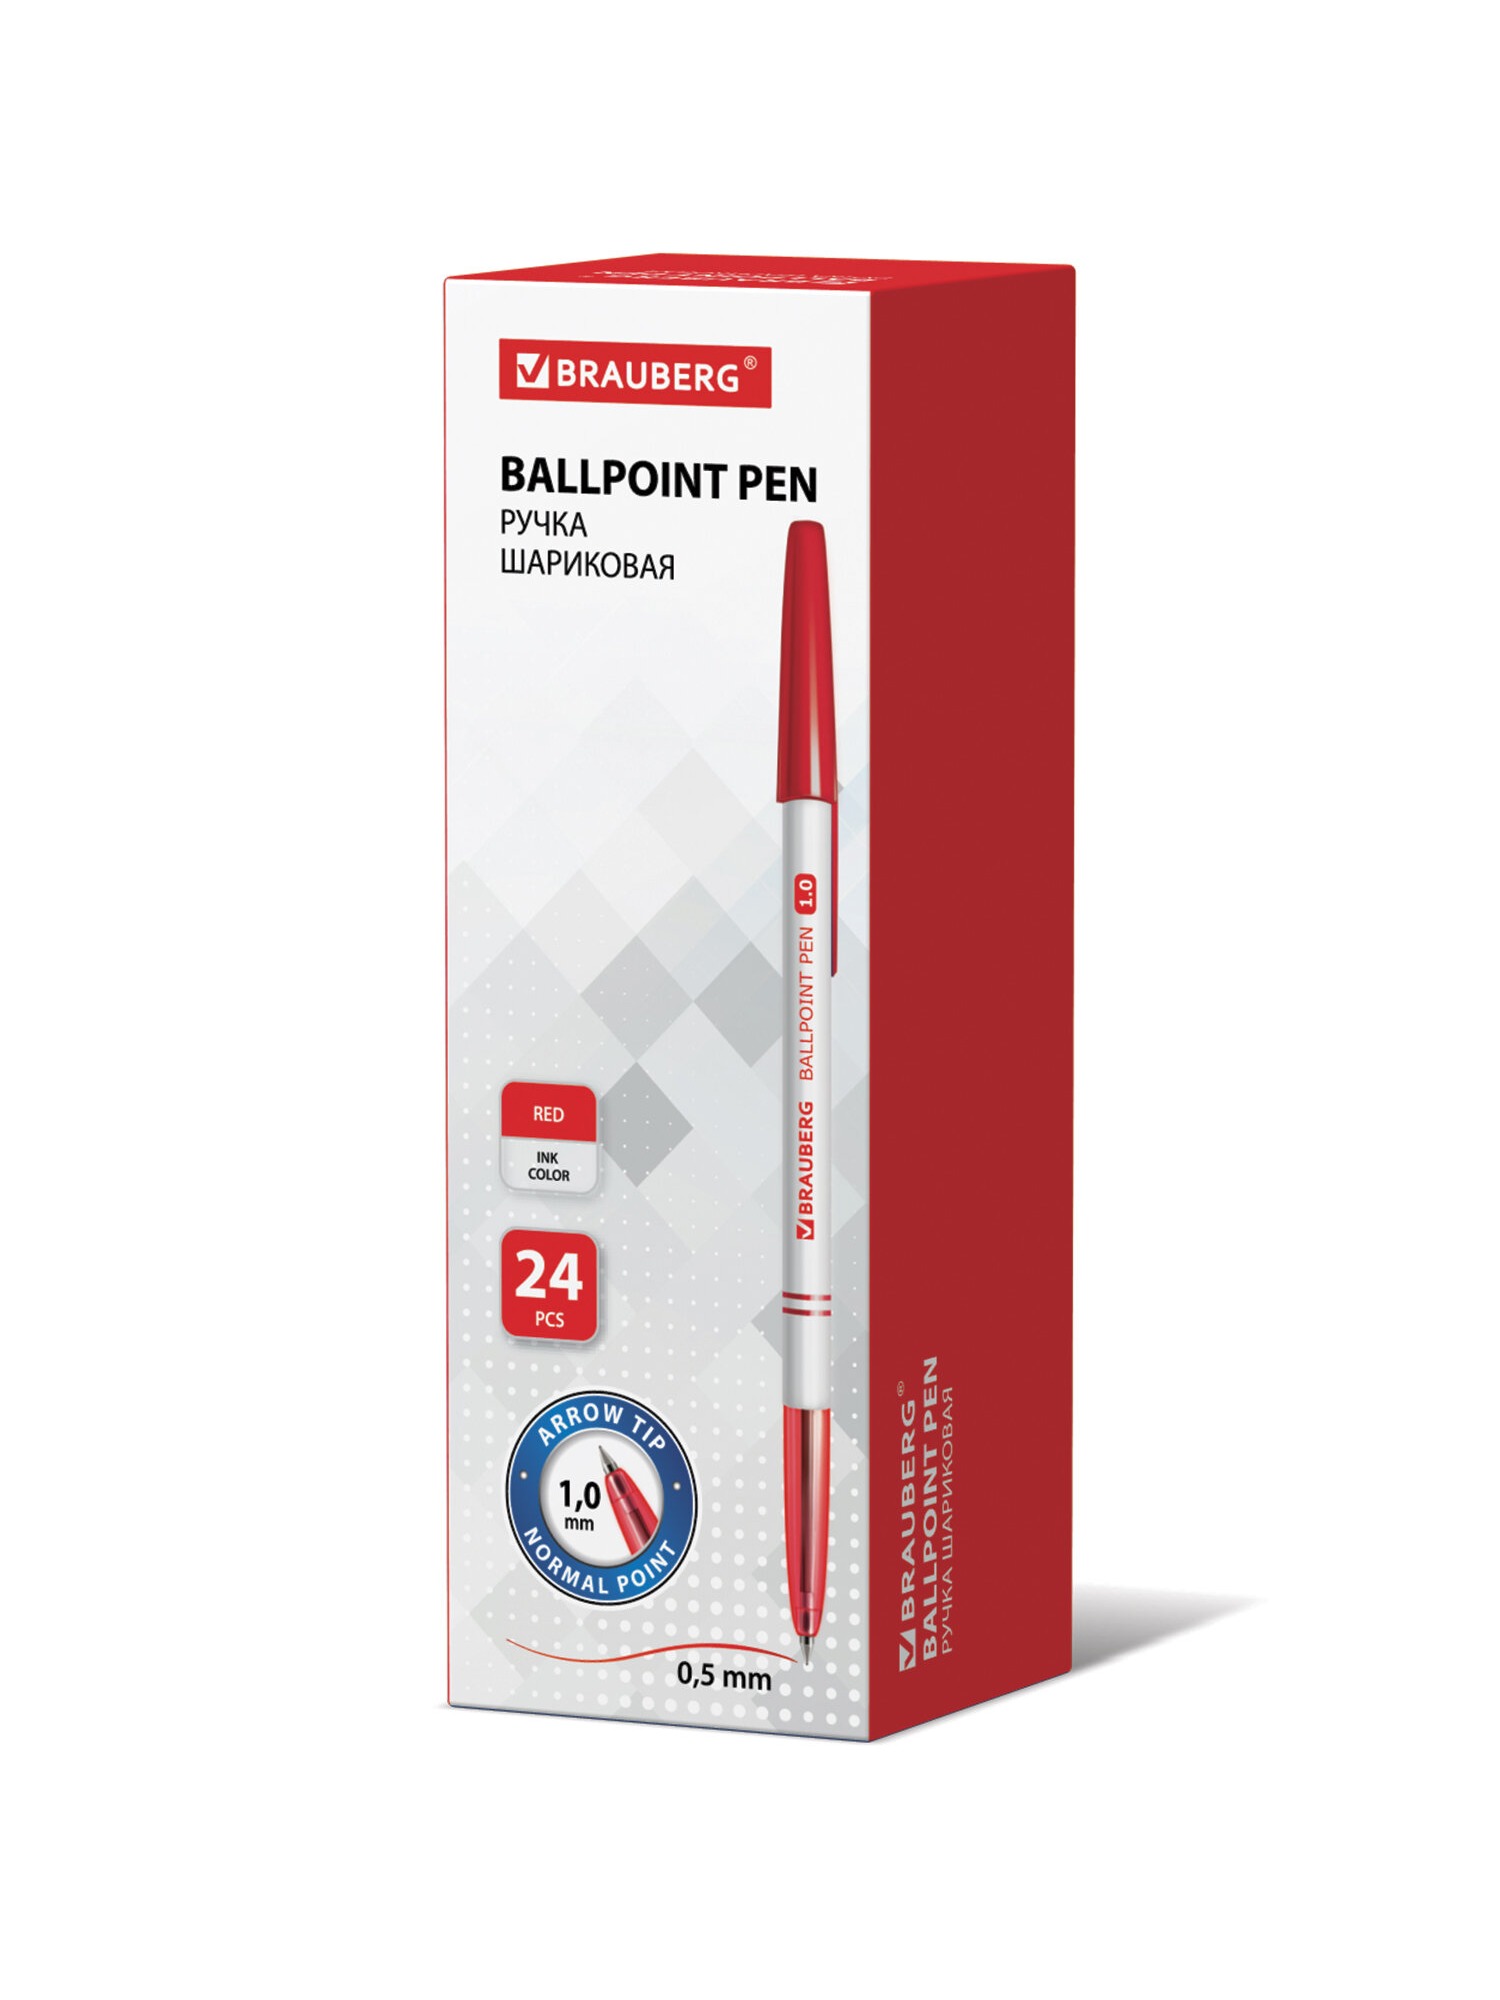 BRAUBERG®
BALLPOINT PEN
РУЧКА
ШАРИКОВАЯ
BRAUBERG BALLPOINT PEN 1.0
RED
INK
COLOR
24
PCS
ARROW TIP
1,0
mm
NORMAL POINT
0,5 mm
BRAUBERG®
BALLPOINT PEN
РУЧКА ШАРИКОВАЯ